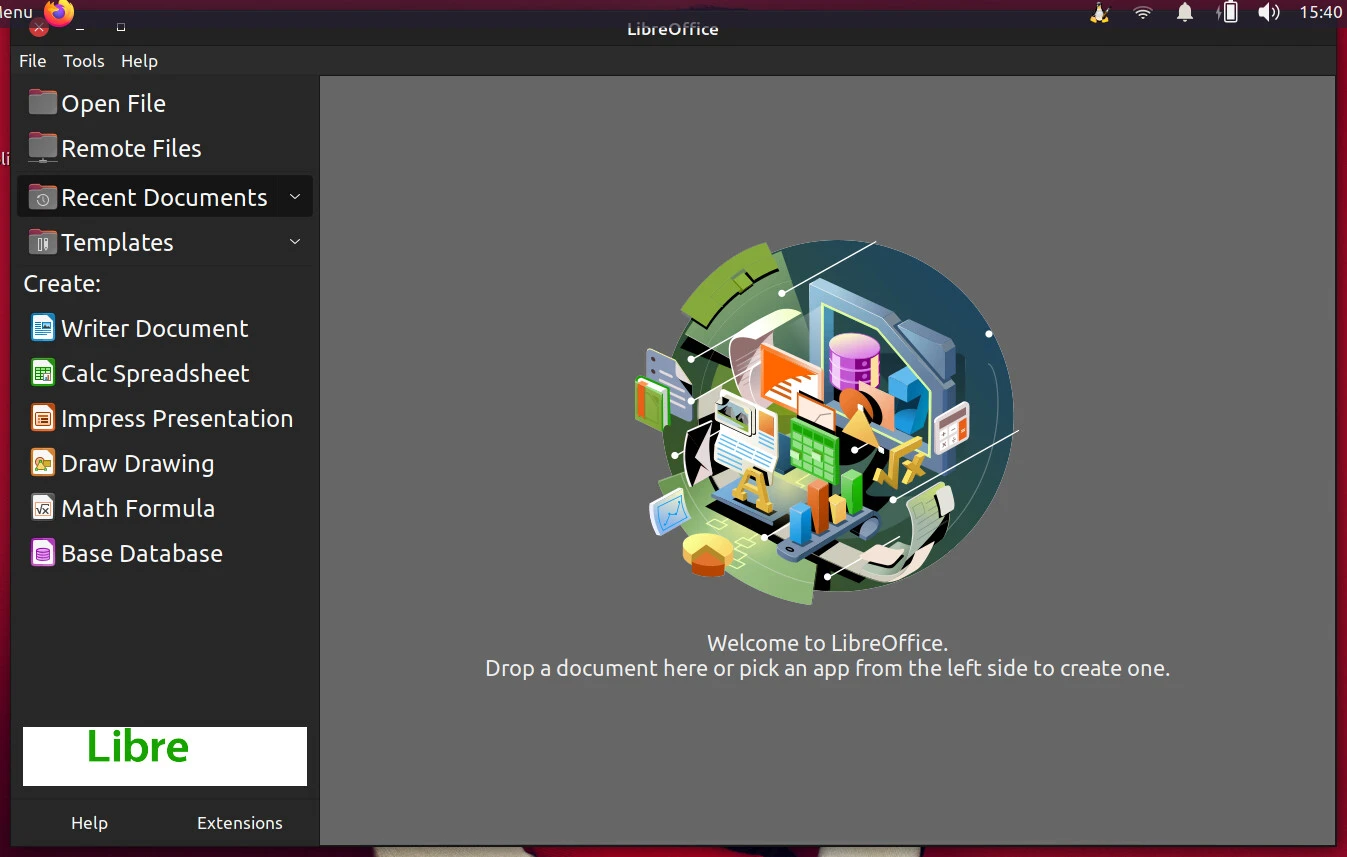 enu
15:40
LibreOffice
File Tools Help
Open File
Remote Files
li
Recent Documents
Templates
Create:
Writer Document
Calc Spreadsheet
Impress Presentation
Draw Drawing
Math Formula
Base Database
Welcome to LibreOffice.
Drop a document here or pick an app from the left side to create one.
Libre
Help Extensions